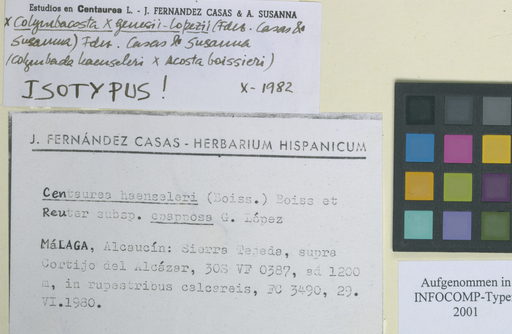 Estudios en Centaurea L. - J. FERNANDEZ CASAS & A. SUSANNA
x Colymbacosta x genesii-lopezii (Fdez. Casas &
Susanna) Fdez. Casas & Susanna
(Colymbada haenseleri x Acosta boissieri)
ISOTYPUS!
X-1982
J. FERNÁNDEZ CASAS - HERBARIUM HISPANICUM
Centaurea haenseleri (Boiss.) Boiss et
Reuter subsp. epapposa G. López
MÁLAGA, Alcaucín: Sierra Tejeda, supra
Cortijo del Alcázar, 30S VF 0387, ad 1200
m, in rupestribus calcareis, FC 3490, 29.
VI.1980.
Aufgenommen in
INFOCOMP-Type
2001